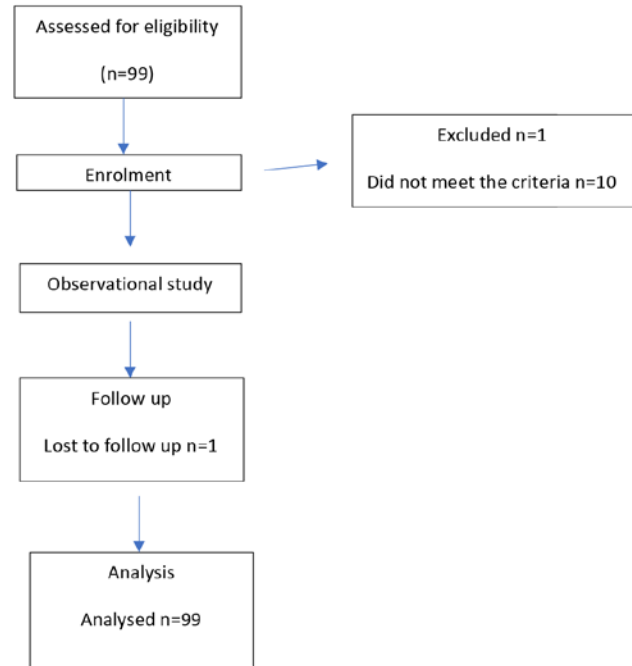 Assessed for eligibility
(n=99)
Enrolment
Excluded n=1
Did not meet the criteria n=10
Observational study
Follow up
Lost to follow up n=1
Analysis
Analysed n=99